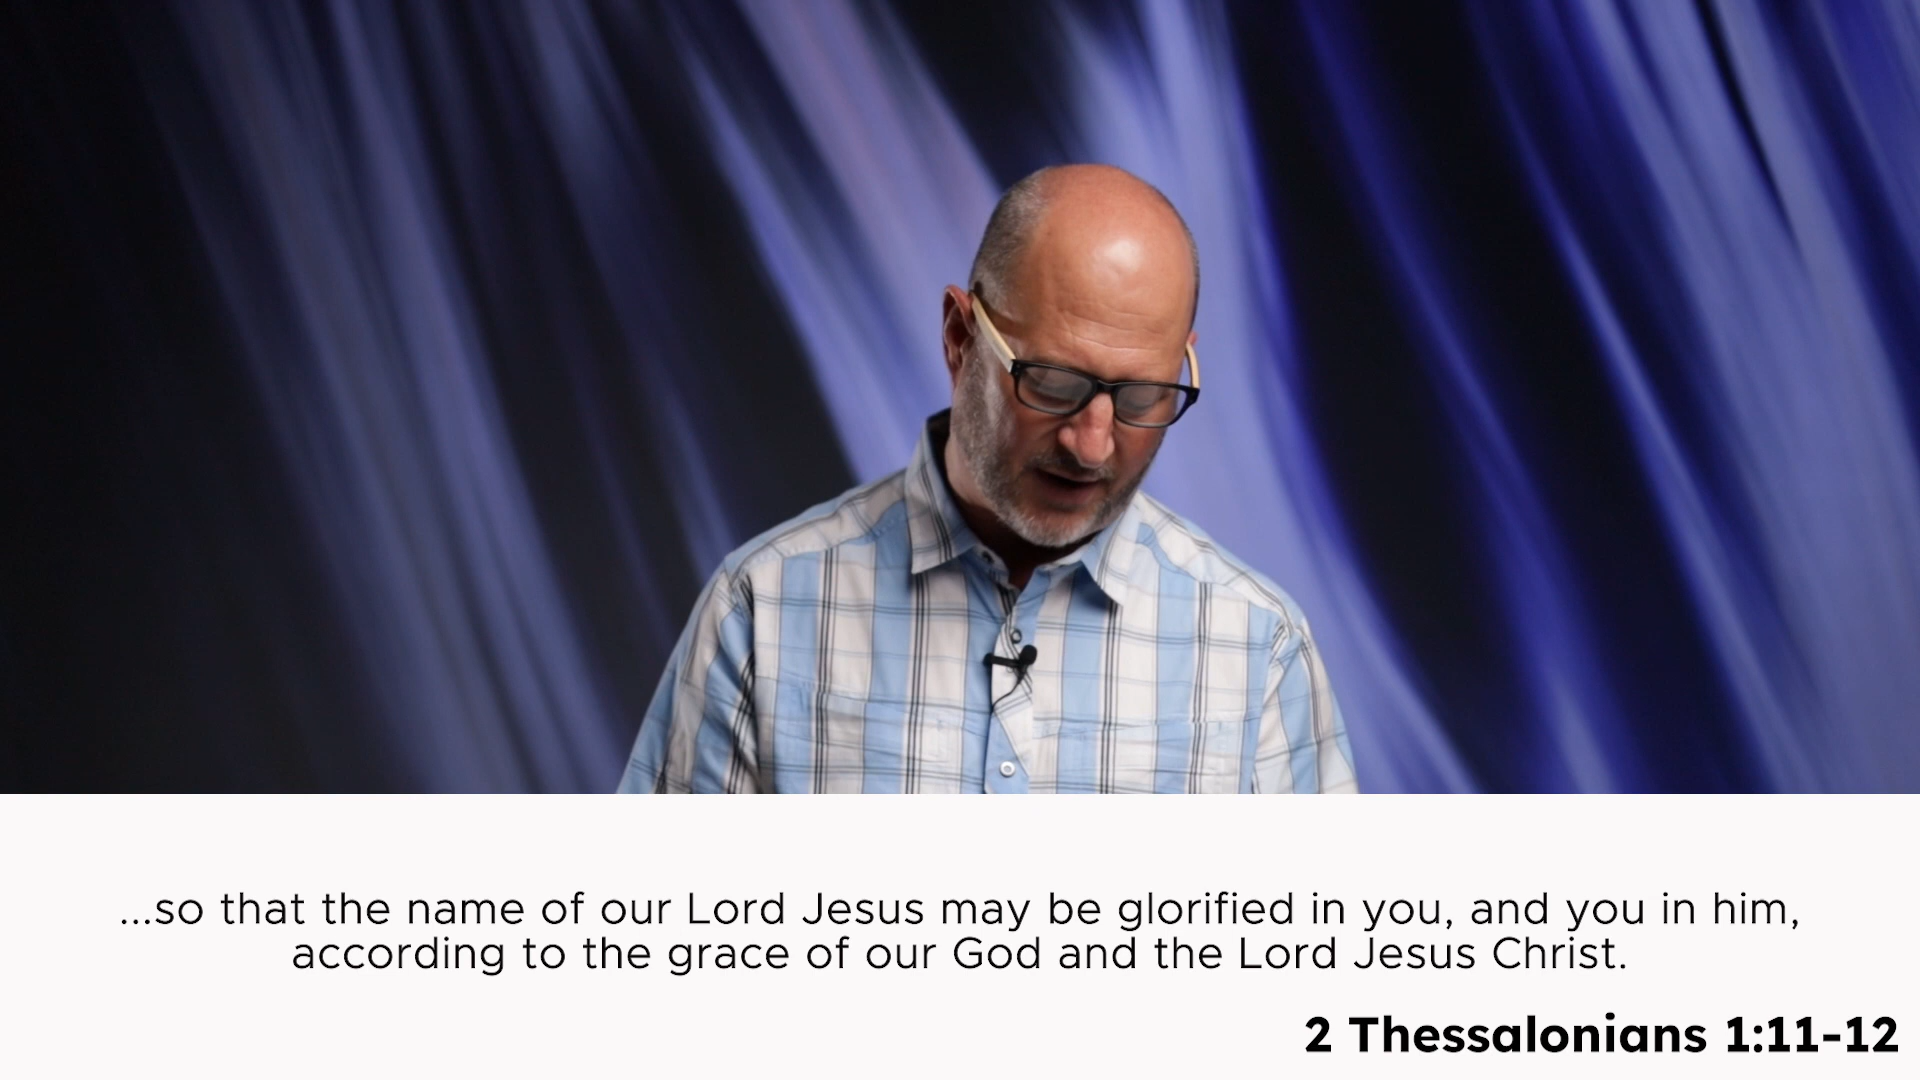 ...so that the name of our Lord Jesus may be glorified in you, and you in him,
according to the grace of our God and the Lord Jesus Christ.
2 Thessalonians 1:11-12